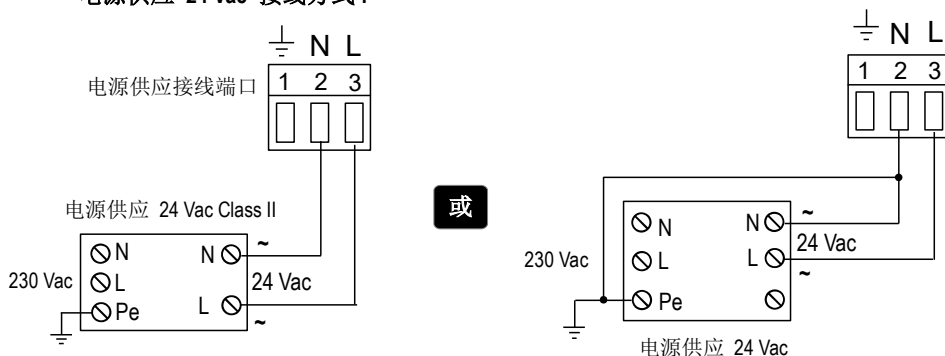 电源供应 24 Vac 接线方式：
N L
电源供应接线端口
1 2 3
电源供应 24 Vac Class II
N
L
Pe
230 Vac
N ~
24 Vac
L ~
或
N L
1 2 3
N
L
Pe
230 Vac
N ~
24 Vac
L ~
电源供应 24 Vac